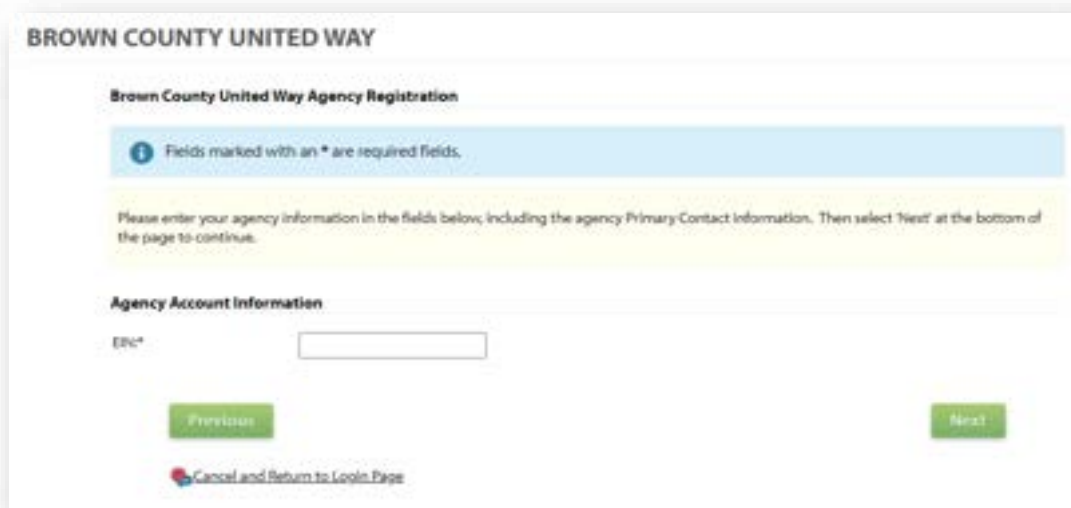 BROWN COUNTY UNITED WAY
Brown County United Way Agency Registration
Fields marked with an * are required fields.
Please enter your agency information in the fields below, including the agency Primary Contact information. Then select 'Next' at the bottom of
the page to continue.
Agency Account Information
EIN:*
Previous
Next
Cancel and Return to Login Page